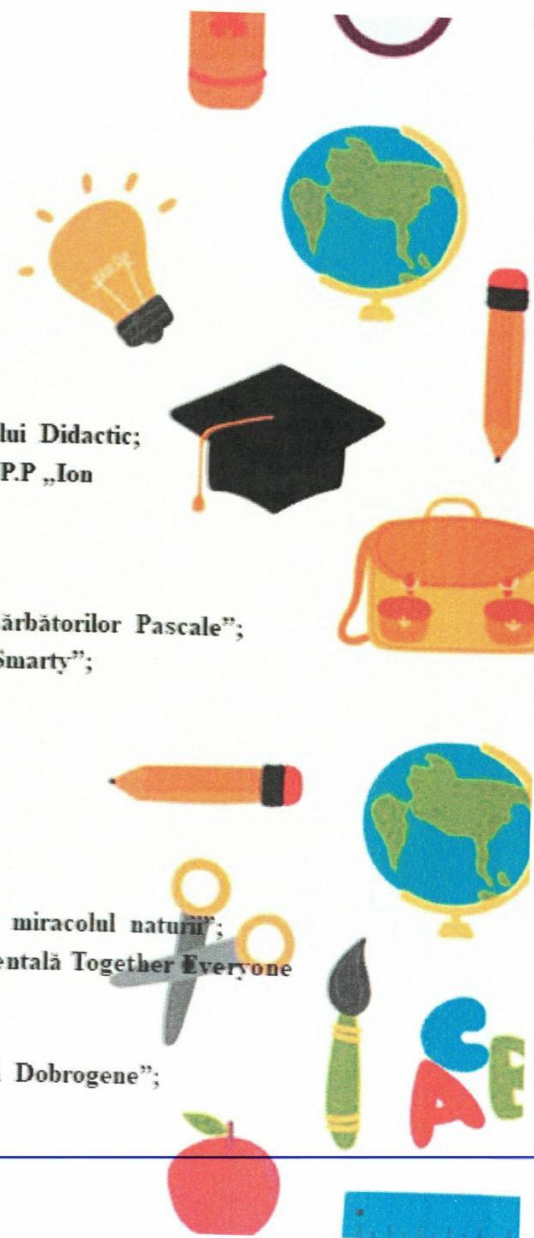 lui Didactic;
P.P „Ion
ărbătorilor Pascale”;
Smarty”;
miracolul naturii”;
entală Together Everyone
Dobrogene”;
C
A E